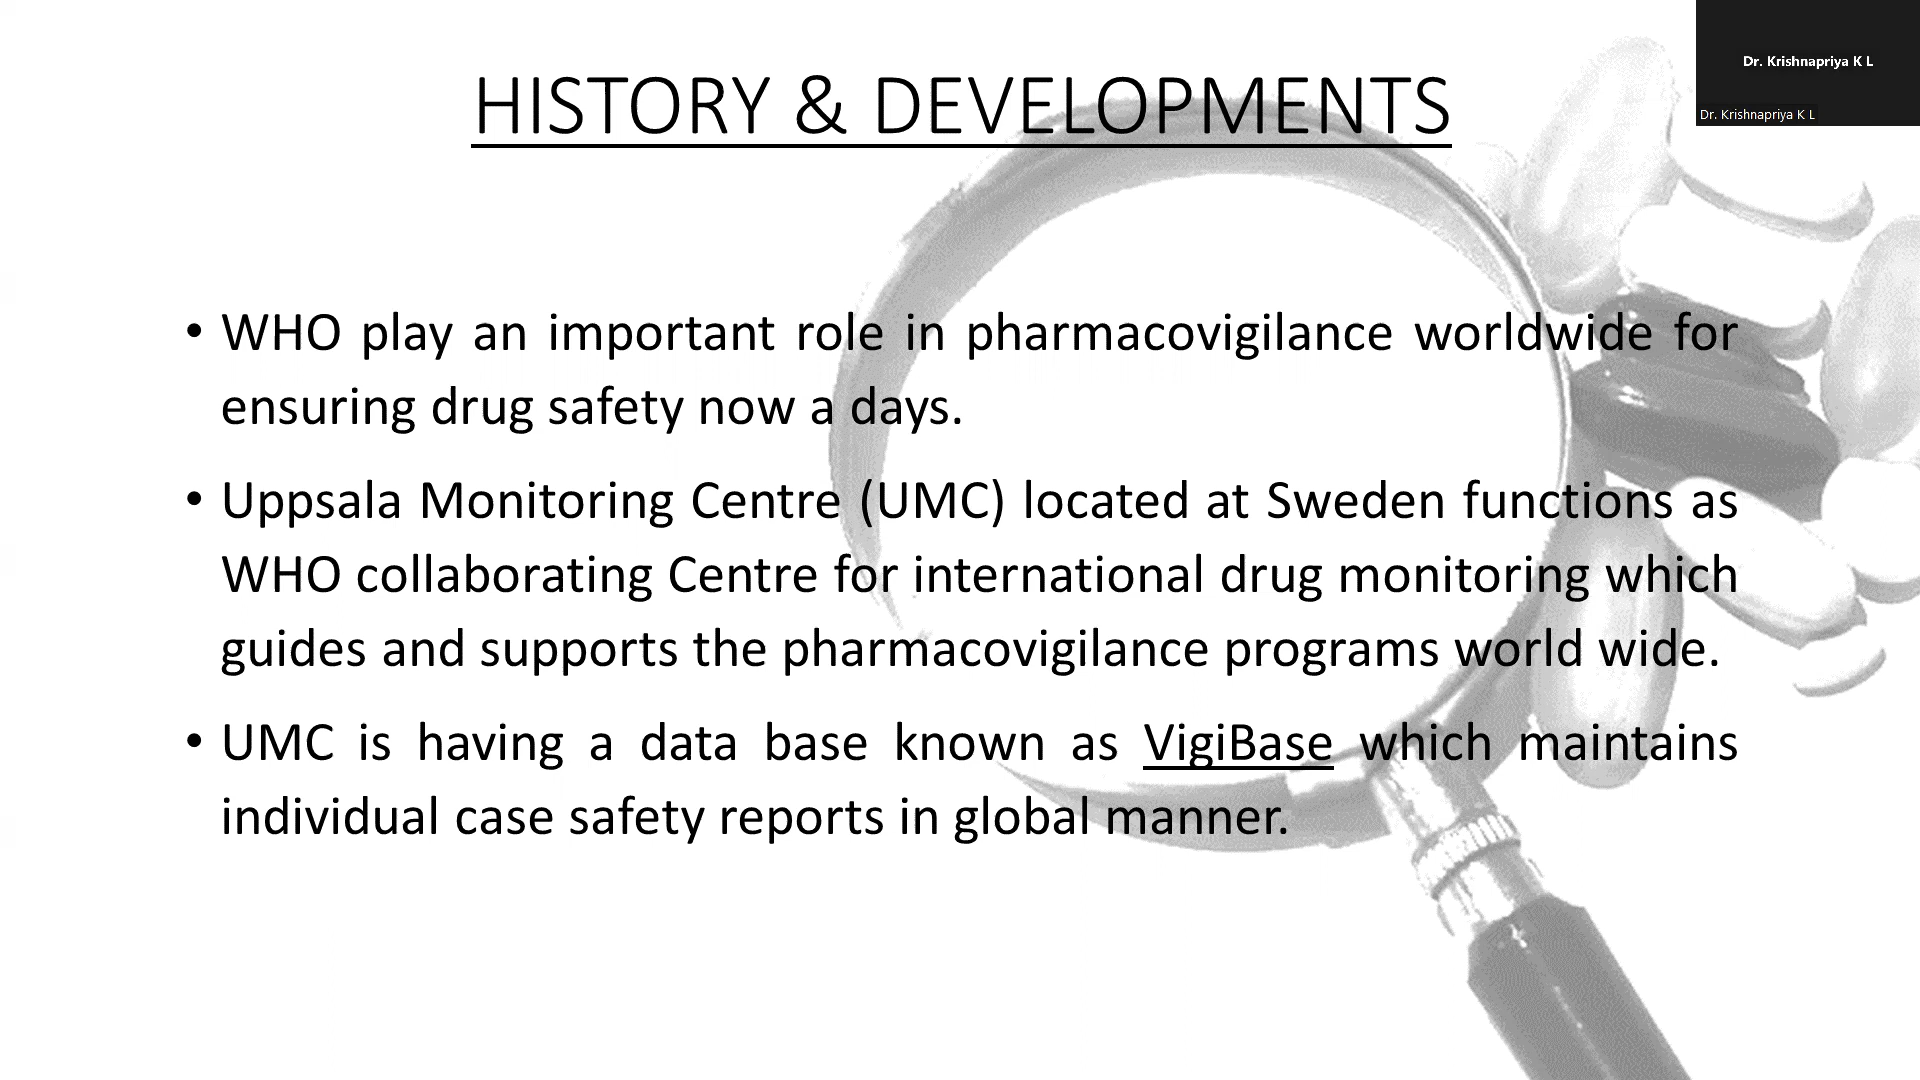 HISTORY & DEVELOPMENTS
Dr. Krishnapriya K L
Dr. Krishnapriya K L
• WHO play an important role in pharmacovigilance worldwide for
ensuring drug safety now a days.
• Uppsala Monitoring Centre (UMC) located at Sweden functions as
WHO collaborating Centre for international drug monitoring which
guides and supports the pharmacovigilance programs world wide.
• UMC is having a data base known as VigiBase which maintains
individual case safety reports in global manner.